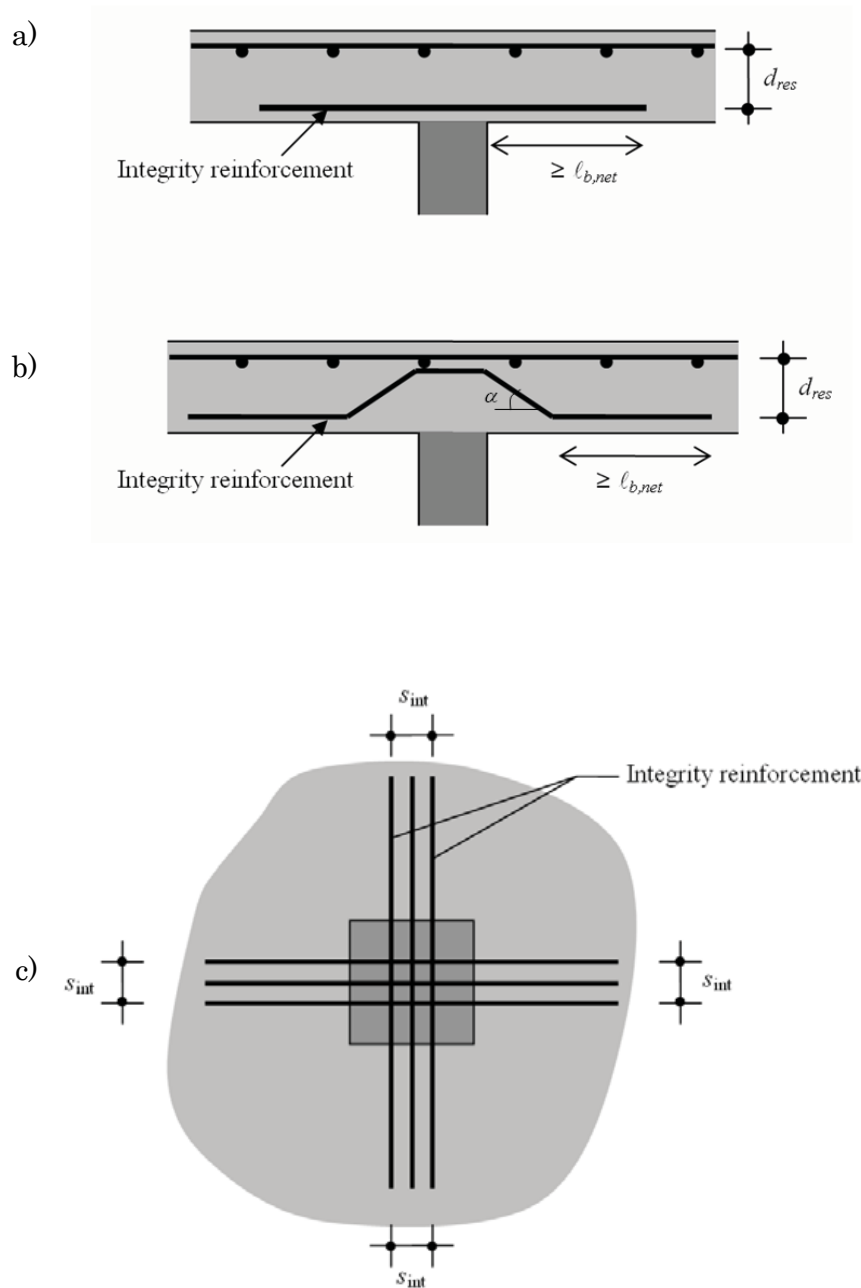 a)
d_res
Integrity reinforcement
≥ ℓ_b,net
b)
α
d_res
Integrity reinforcement
≥ ℓ_b,net
s_int
Integrity reinforcement
c)
s_int
s_int
s_int